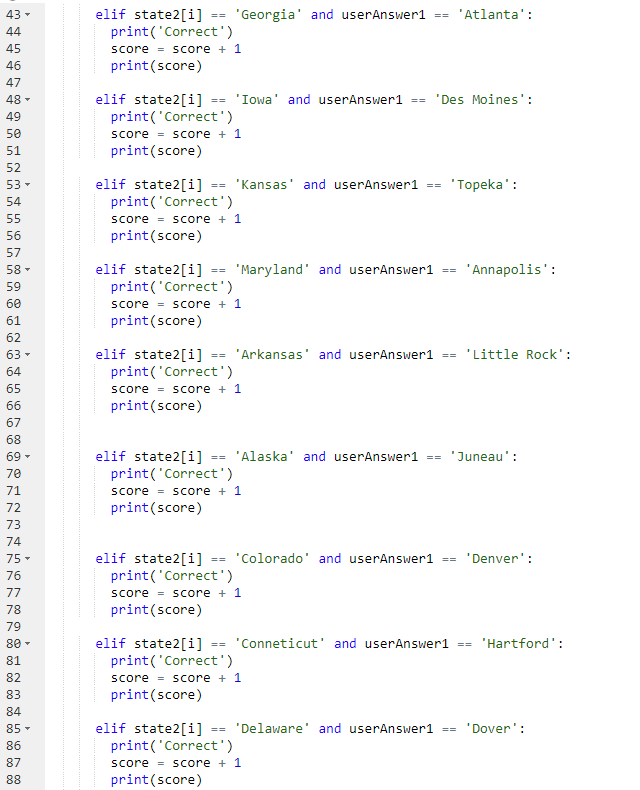 43 elif state2[i] == 'Georgia' and userAnswer1 == 'Atlanta':
44 print('Correct')
45 score = score + 1
46 print(score)
47
48 elif state2[i] == 'Iowa' and userAnswer1 == 'Des Moines':
49 print('Correct')
50 score = score + 1
51 print(score)
52
53 elif state2[i] == 'Kansas' and userAnswer1 == 'Topeka':
54 print('Correct')
55 score = score + 1
56 print(score)
57
58 elif state2[i] == 'Maryland' and userAnswer1 == 'Annapolis':
59 print('Correct')
60 score = score + 1
61 print(score)
62
63 elif state2[i] == 'Arkansas' and userAnswer1 == 'Little Rock':
64 print('Correct')
65 score = score + 1
66 print(score)
67
68
69 elif state2[i] == 'Alaska' and userAnswer1 == 'Juneau':
70 print('Correct')
71 score = score + 1
72 print(score)
73
74
75 elif state2[i] == 'Colorado' and userAnswer1 == 'Denver':
76 print('Correct')
77 score = score + 1
78 print(score)
79
80 elif state2[i] == 'Conneticut' and userAnswer1 == 'Hartford':
81 print('Correct')
82 score = score + 1
83 print(score)
84
85 elif state2[i] == 'Delaware' and userAnswer1 == 'Dover':
86 print('Correct')
87 score = score + 1
88 print(score)